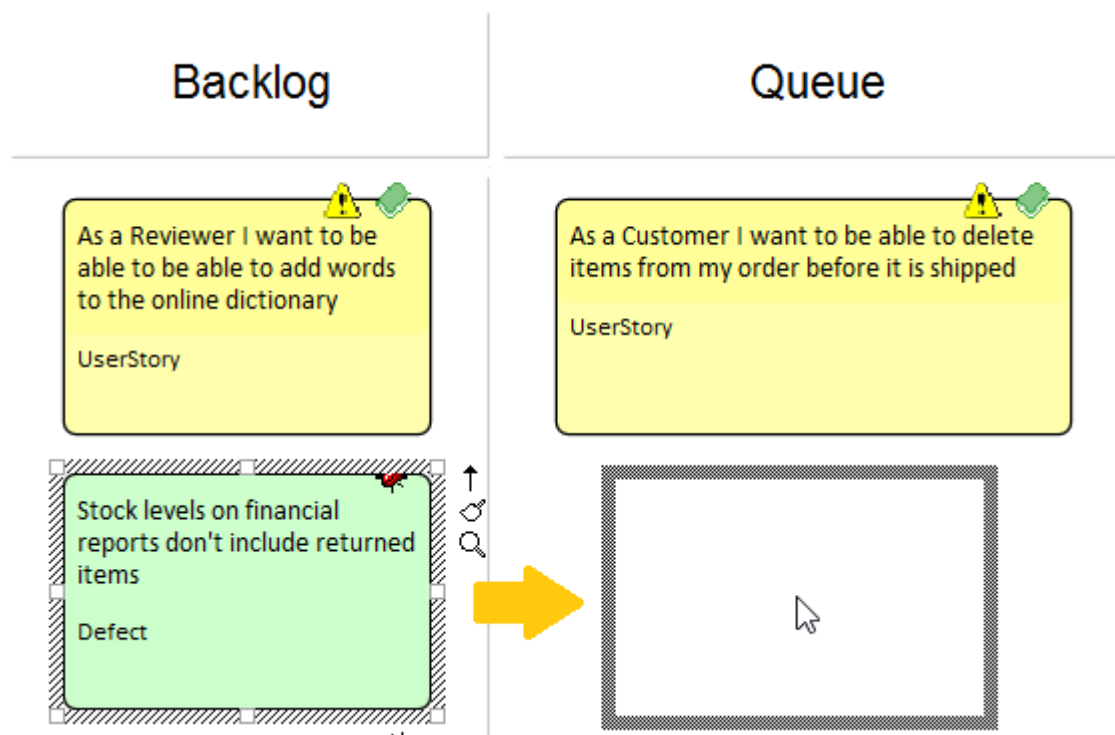 Backlog
Queue
As a Reviewer I want to be
able to be able to add words
to the online dictionary
UserStory
As a Customer I want to be able to delete
items from my order before it is shipped
UserStory
Stock levels on financial
reports don't include returned
items
Defect